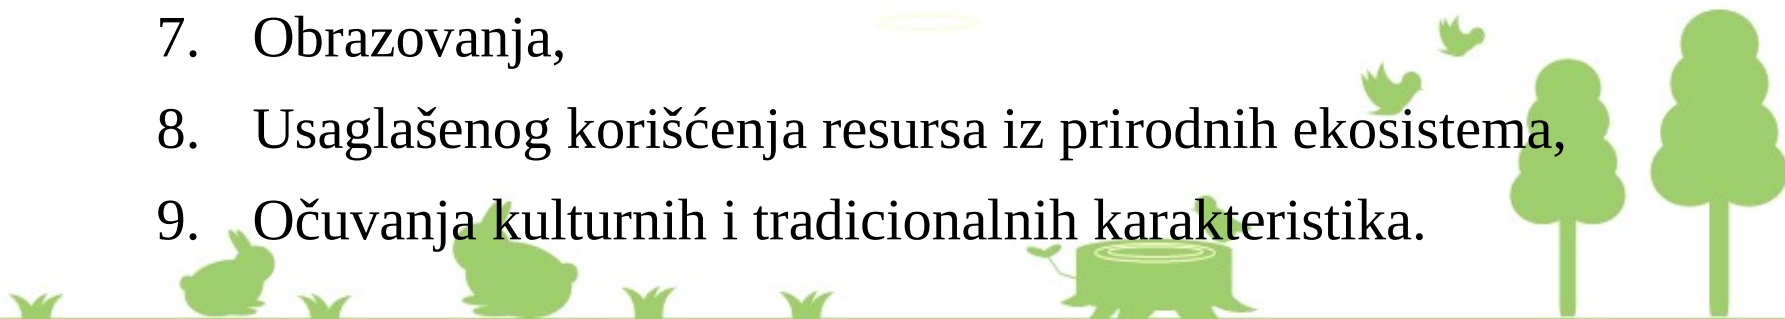 7. Obrazovanja,
8. Usaglašenog korišćenja resursa iz prirodnih ekosistema,
9. Očuvanja kulturnih i tradicionalnih karakteristika.